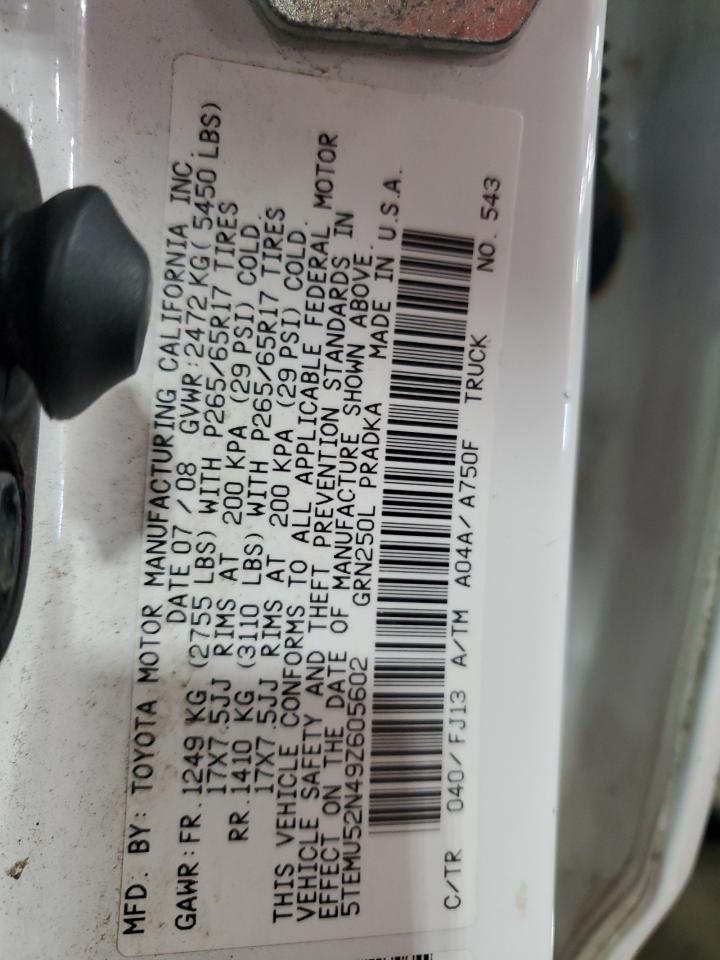 MFD. BY: TOYOTA MOTOR MANUFACTURING CALIFORNIA INC.
DATE 07 / 08 GVWR:2472 KG( 5450 LBS)
GAWR:FR. 1249 KG (2755 LBS) WITH P265/65R17 TIRES
17X7.5JJ RIMS AT 200 KPA (29 PSI) COLD.
RR. 1410 KG (3110 LBS) WITH P265/65R17 TIRES
17X7.5JJ RIMS AT 200 KPA (29 PSI) COLD.
THIS VEHICLE CONFORMS TO ALL APPLICABLE FEDERAL MOTOR
VEHICLE SAFETY AND THEFT PREVENTION STANDARDS IN
EFFECT ON THE DATE OF MANUFACTURE SHOWN ABOVE.
5TEMU52N49Z605602 GRN250L PRADKA MADE IN U.S.A.
C/TR 040/FJ13 A/TM A04A/A750F TRUCK NO. 543